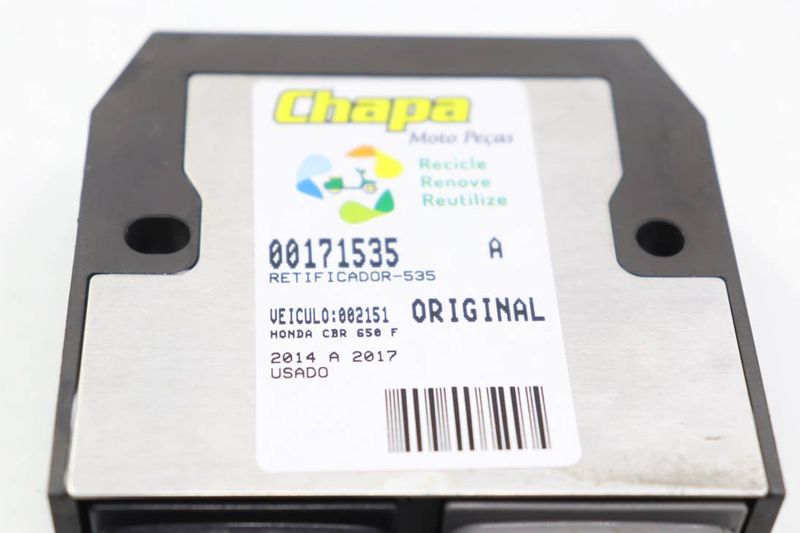 Chapa
Moto Peças
Recicle
Renove
Reutilize
00171535 A
RETIFICADOR-535
VEICULO:002151 ORIGINAL
HONDA CBR 650 F
2014 A 2017
USADO